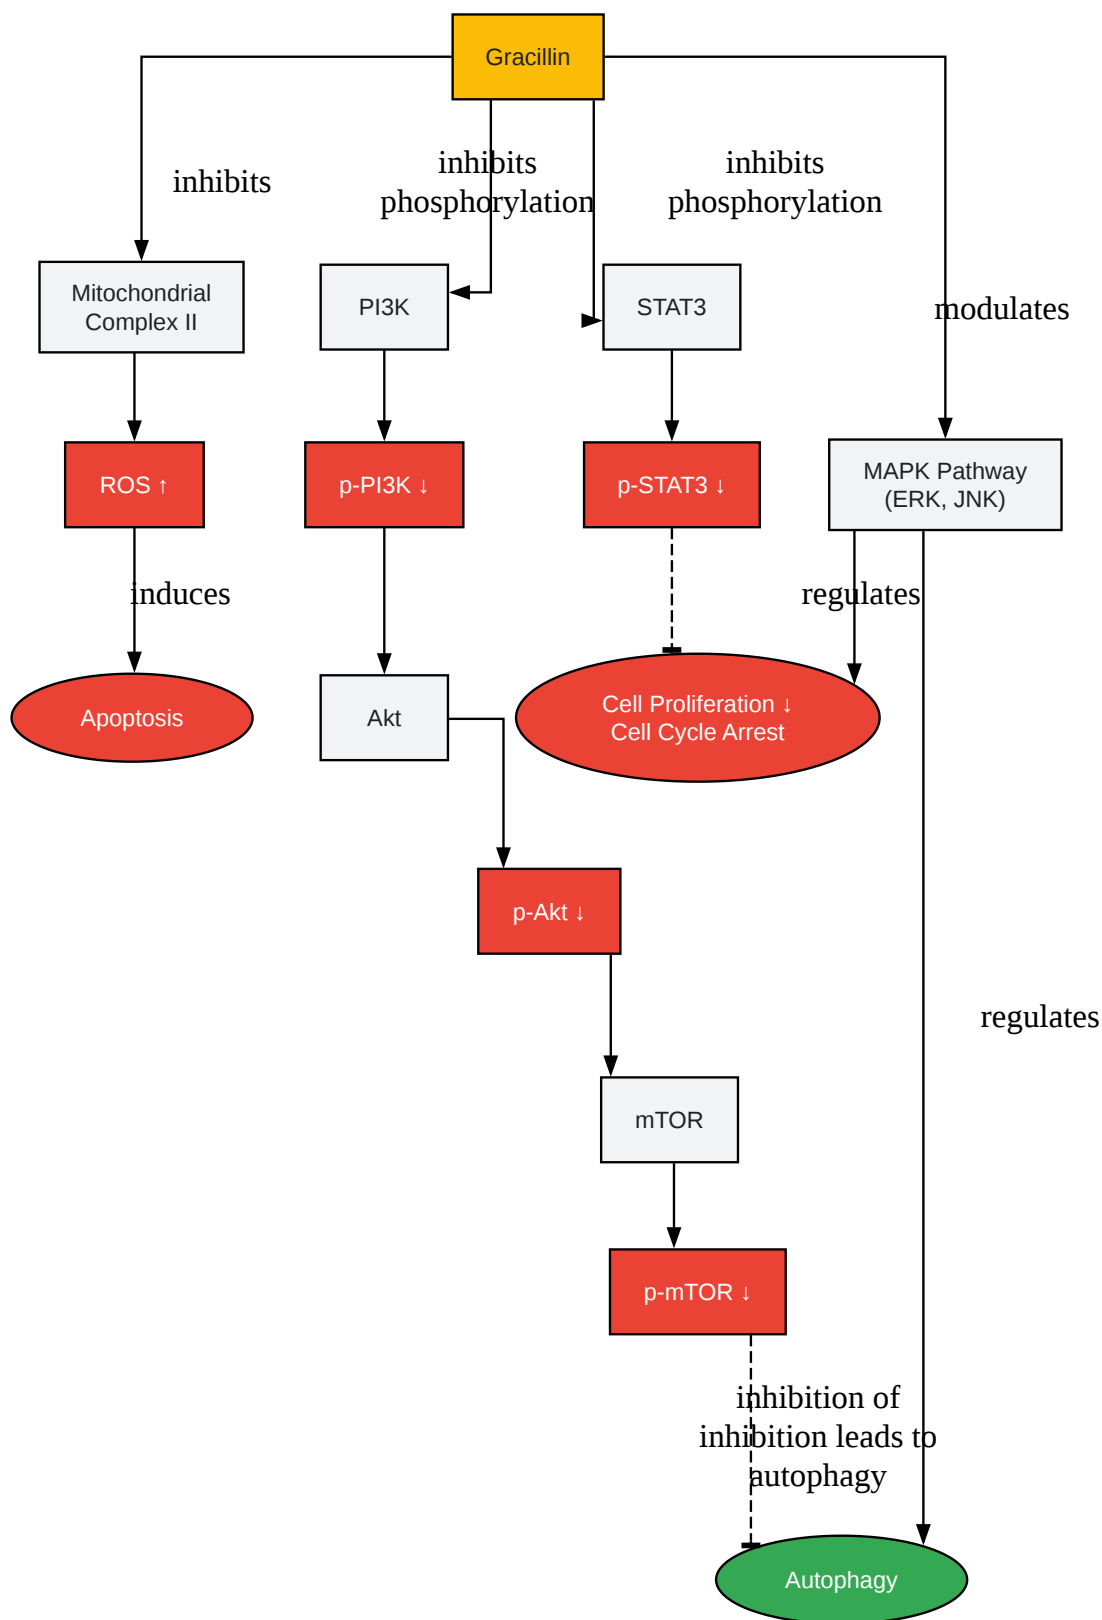 Gracillin
inhibits
inhibits
phosphorylation
inhibits
phosphorylation
modulates
Mitochondrial
Complex II
PI3K
STAT3
ROS ↑
p-PI3K ↓
p-STAT3 ↓
MAPK Pathway
(ERK, JNK)
induces
regulates
Apoptosis
Akt
Cell Proliferation ↓
Cell Cycle Arrest
p-Akt ↓
regulates
mTOR
p-mTOR ↓
inhibition of
inhibition leads to
autophagy
Autophagy